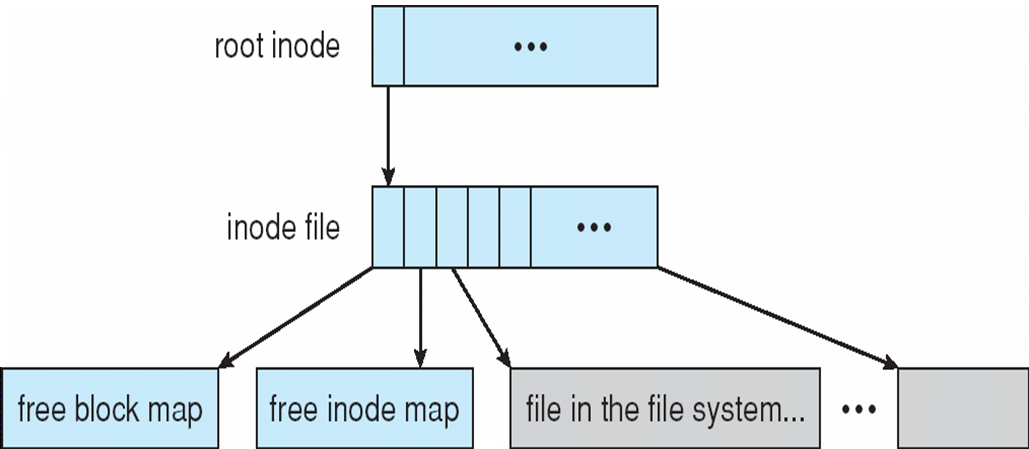 root inode
•••
inode file
•••
free block map
free inode map
file in the file system...
•••